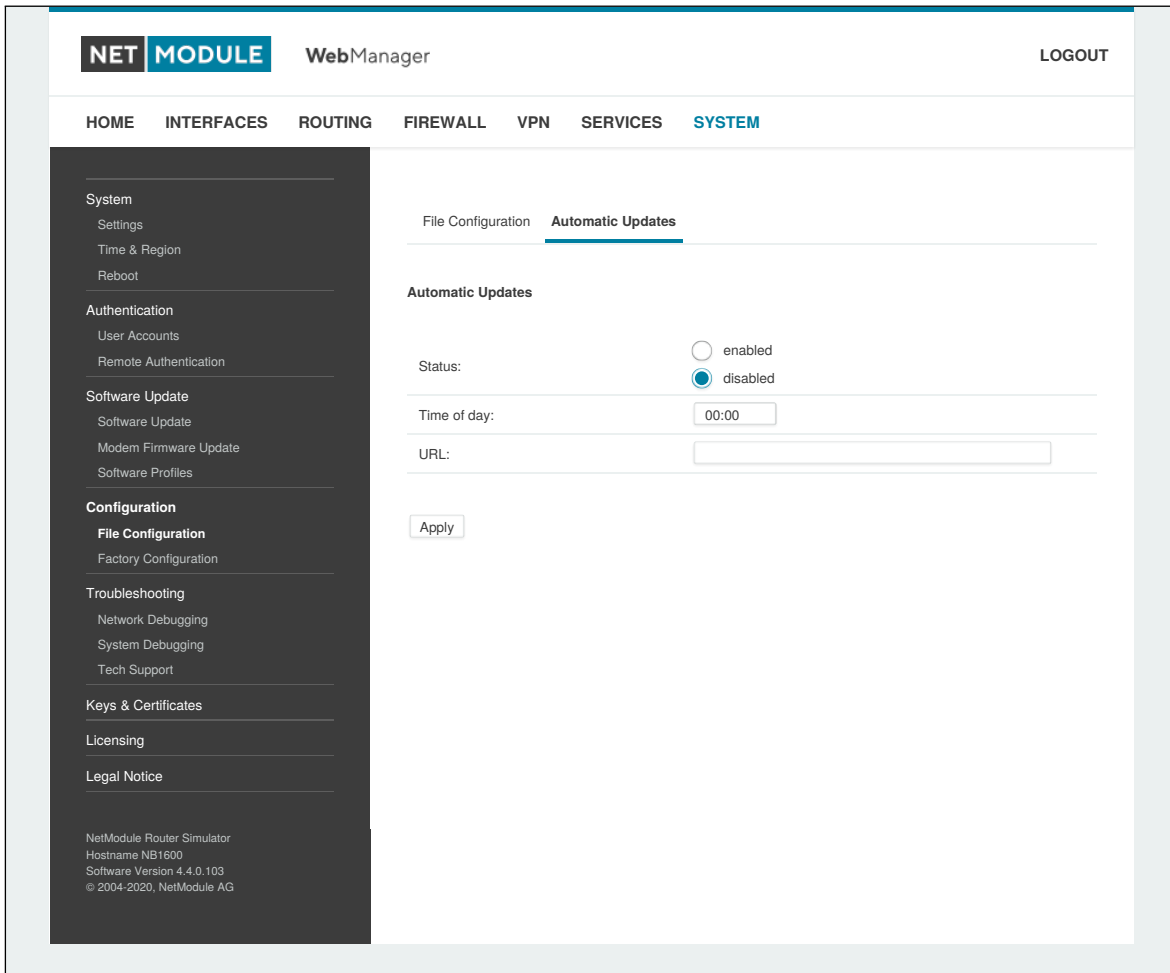 NET MODULE WebManager LOGOUT
HOME INTERFACES ROUTING FIREWALL VPN SERVICES SYSTEM
System
Settings
Time & Region
Reboot
Authentication
User Accounts
Remote Authentication
Software Update
Software Update
Modem Firmware Update
Software Profiles
Configuration
File Configuration
Factory Configuration
Troubleshooting
Network Debugging
System Debugging
Tech Support
Keys & Certificates
Licensing
Legal Notice
NetModule Router Simulator
Hostname NB1600
Software Version 4.4.0.103
© 2004-2020, NetModule AG
File Configuration Automatic Updates
Automatic Updates
Status:
enabled
disabled
Time of day: 00:00
URL:
Apply